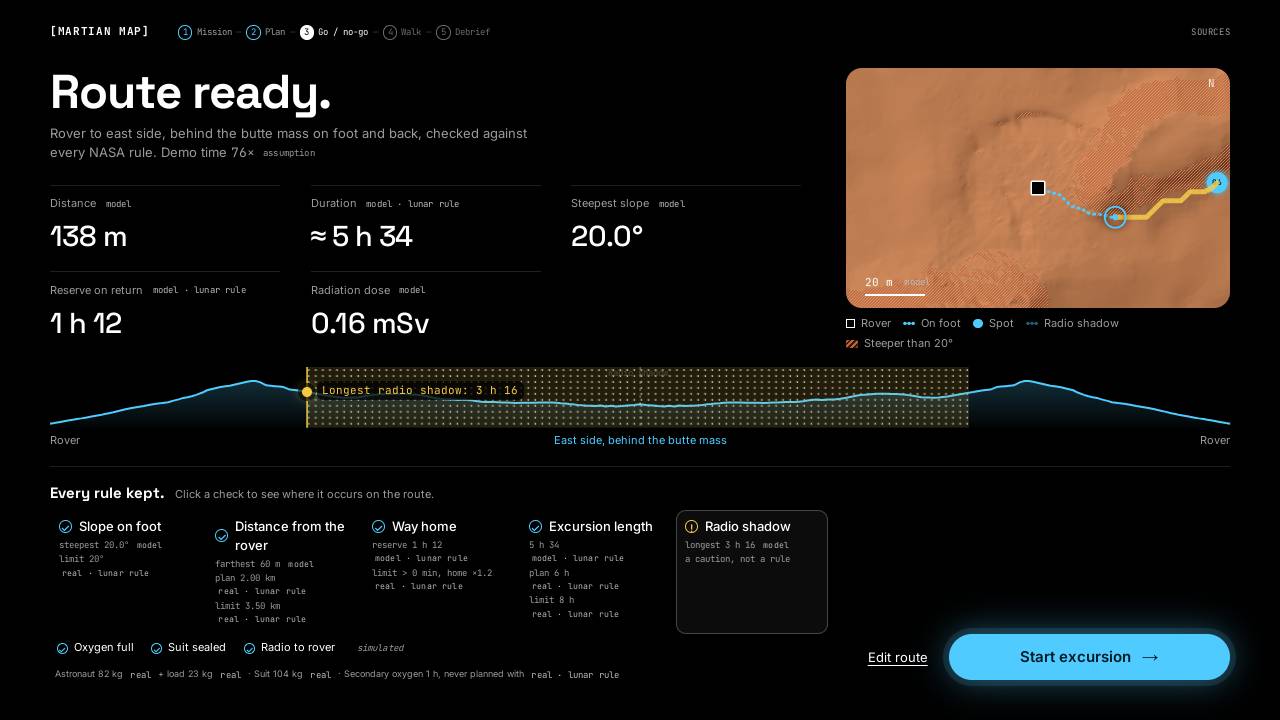 [MARTIAN MAP]
1 Mission – 2 Plan – 3 Go / no-go – 4 Walk – 5 Debrief
SOURCES
Route ready.
Rover to east side, behind the butte mass on foot and back, checked against
every NASA rule. Demo time 76× assumption
Distance model
138 m
Duration model · lunar rule
≈ 5 h 34
Steepest slope model
20.0°
Reserve on return model · lunar rule
1 h 12
Radiation dose model
0.16 mSv
N
20 m model
Rover On foot Spot Radio shadow
Steeper than 20°
Longest radio shadow: 3 h 16
Rover
East side, behind the butte mass
Rover
Every rule kept. Click a check to see where it occurs on the route.
Slope on foot
steepest 20.0° model
limit 20°
real · lunar rule
Distance from the
rover
farthest 60 m model
plan 2.00 km
real · lunar rule
limit 3.50 km
real · lunar rule
Way home
reserve 1 h 12
model · lunar rule
limit > 0 min, home ×1.2
real · lunar rule
Excursion length
5 h 34
model · lunar rule
plan 6 h
real · lunar rule
limit 8 h
real · lunar rule
Radio shadow
longest 3 h 16 model
a caution, not a rule
Oxygen full Suit sealed Radio to rover simulated
Astronaut 82 kg real + load 23 kg real · Suit 104 kg real · Secondary oxygen 1 h, never planned with real · lunar rule
Edit route
Start excursion →